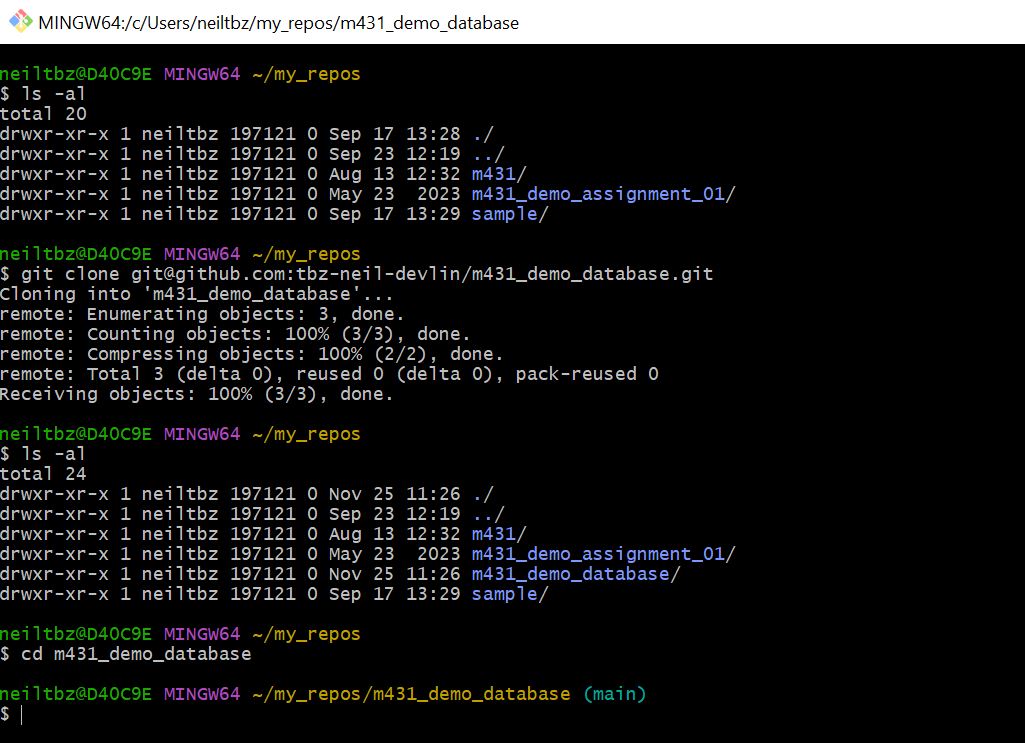 MINGW64:/c/Users/neiltbz/my_repos/m431_demo_database
neiltbz@D40C9E MINGW64 ~/my_repos
$ ls -al
total 20
drwxr-xr-x 1 neiltbz 197121 0 Sep 17 13:28 ./
drwxr-xr-x 1 neiltbz 197121 0 Sep 23 12:19 ../
drwxr-xr-x 1 neiltbz 197121 0 Aug 13 12:32 m431/
drwxr-xr-x 1 neiltbz 197121 0 May 23  2023 m431_demo_assignment_01/
drwxr-xr-x 1 neiltbz 197121 0 Sep 17 13:29 sample/
neiltbz@D40C9E MINGW64 ~/my_repos
$ git clone git@github.com:tbz-neil-devlin/m431_demo_database.git
Cloning into 'm431_demo_database'...
remote: Enumerating objects: 3, done.
remote: Counting objects: 100% (3/3), done.
remote: Compressing objects: 100% (2/2), done.
remote: Total 3 (delta 0), reused 0 (delta 0), pack-reused 0
Receiving objects: 100% (3/3), done.
neiltbz@D40C9E MINGW64 ~/my_repos
$ ls -al
total 24
drwxr-xr-x 1 neiltbz 197121 0 Nov 25 11:26 ./
drwxr-xr-x 1 neiltbz 197121 0 Sep 23 12:19 ../
drwxr-xr-x 1 neiltbz 197121 0 Aug 13 12:32 m431/
drwxr-xr-x 1 neiltbz 197121 0 May 23  2023 m431_demo_assignment_01/
drwxr-xr-x 1 neiltbz 197121 0 Nov 25 11:26 m431_demo_database/
drwxr-xr-x 1 neiltbz 197121 0 Sep 17 13:29 sample/
neiltbz@D40C9E MINGW64 ~/my_repos
$ cd m431_demo_database
neiltbz@D40C9E MINGW64 ~/my_repos/m431_demo_database (main)
$